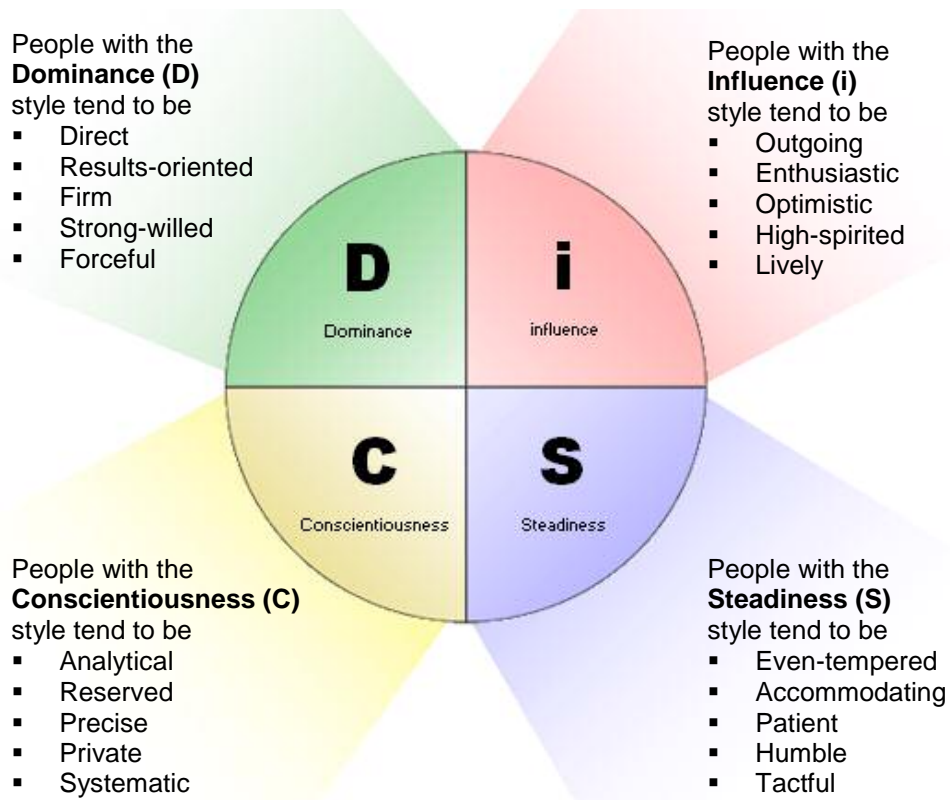 People with the
Dominance (D)
style tend to be
▪ Direct
▪ Results-oriented
▪ Firm
▪ Strong-willed
▪ Forceful
People with the
Influence (i)
style tend to be
▪ Outgoing
▪ Enthusiastic
▪ Optimistic
▪ High-spirited
▪ Lively
D
Dominance
i
influence
C
Conscientiousness
S
Steadiness
People with the
Conscientiousness (C)
style tend to be
▪ Analytical
▪ Reserved
▪ Precise
▪ Private
▪ Systematic
People with the
Steadiness (S)
style tend to be
▪ Even-tempered
▪ Accommodating
▪ Patient
▪ Humble
▪ Tactful